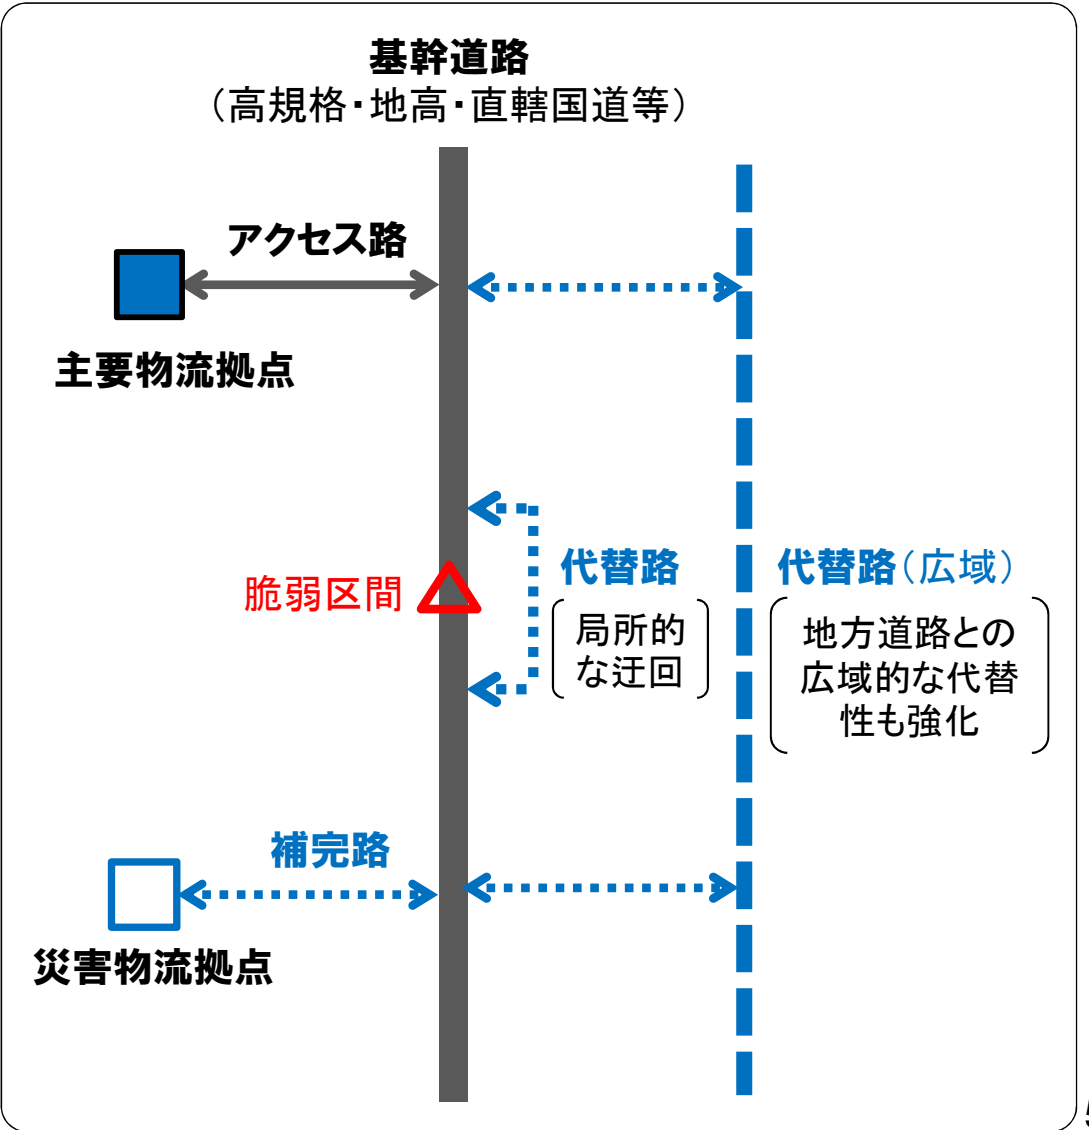 基幹道路
（高規格・地高・直轄国道等）
アクセス路
主要物流拠点
脆弱区間
代替路
局所的
な迂回
代替路（広域）
地方道路との
広域的な代替
性も強化
補完路
災害物流拠点